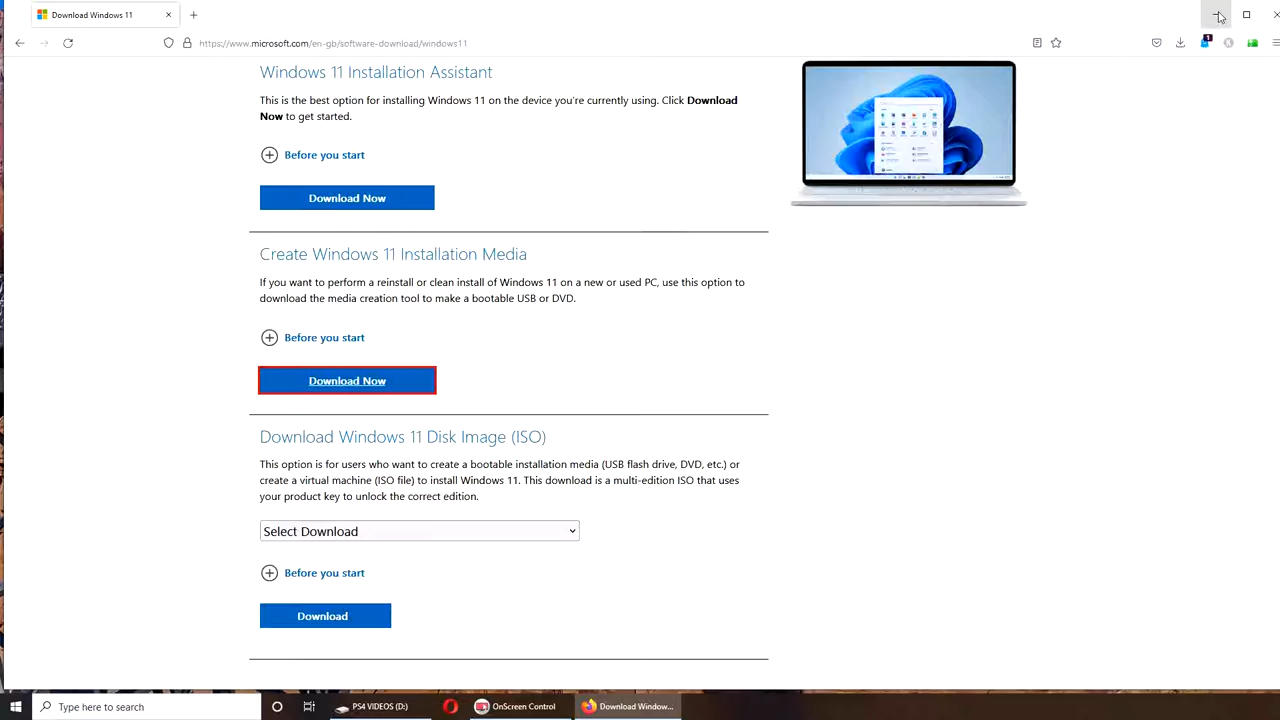 Download Windows 11
https://www.microsoft.com/en-gb/software-download/windows11
1
Windows 11 Installation Assistant
This is the best option for installing Windows 11 on the device you're currently using. Click Download
Now to get started.
Before you start
Download Now
Create Windows 11 Installation Media
If you want to perform a reinstall or clean install of Windows 11 on a new or used PC, use this option to
download the media creation tool to make a bootable USB or DVD.
Before you start
Download Now
Download Windows 11 Disk Image (ISO)
This option is for users who want to create a bootable installation media (USB flash drive, DVD, etc.) or
create a virtual machine (ISO file) to install Windows 11. This download is a multi-edition ISO that uses
your product key to unlock the correct edition.
Select Download
Before you start
Download
Type here to search
PS4 VIDEOS (D:)
OnScreen Control
Download Window...